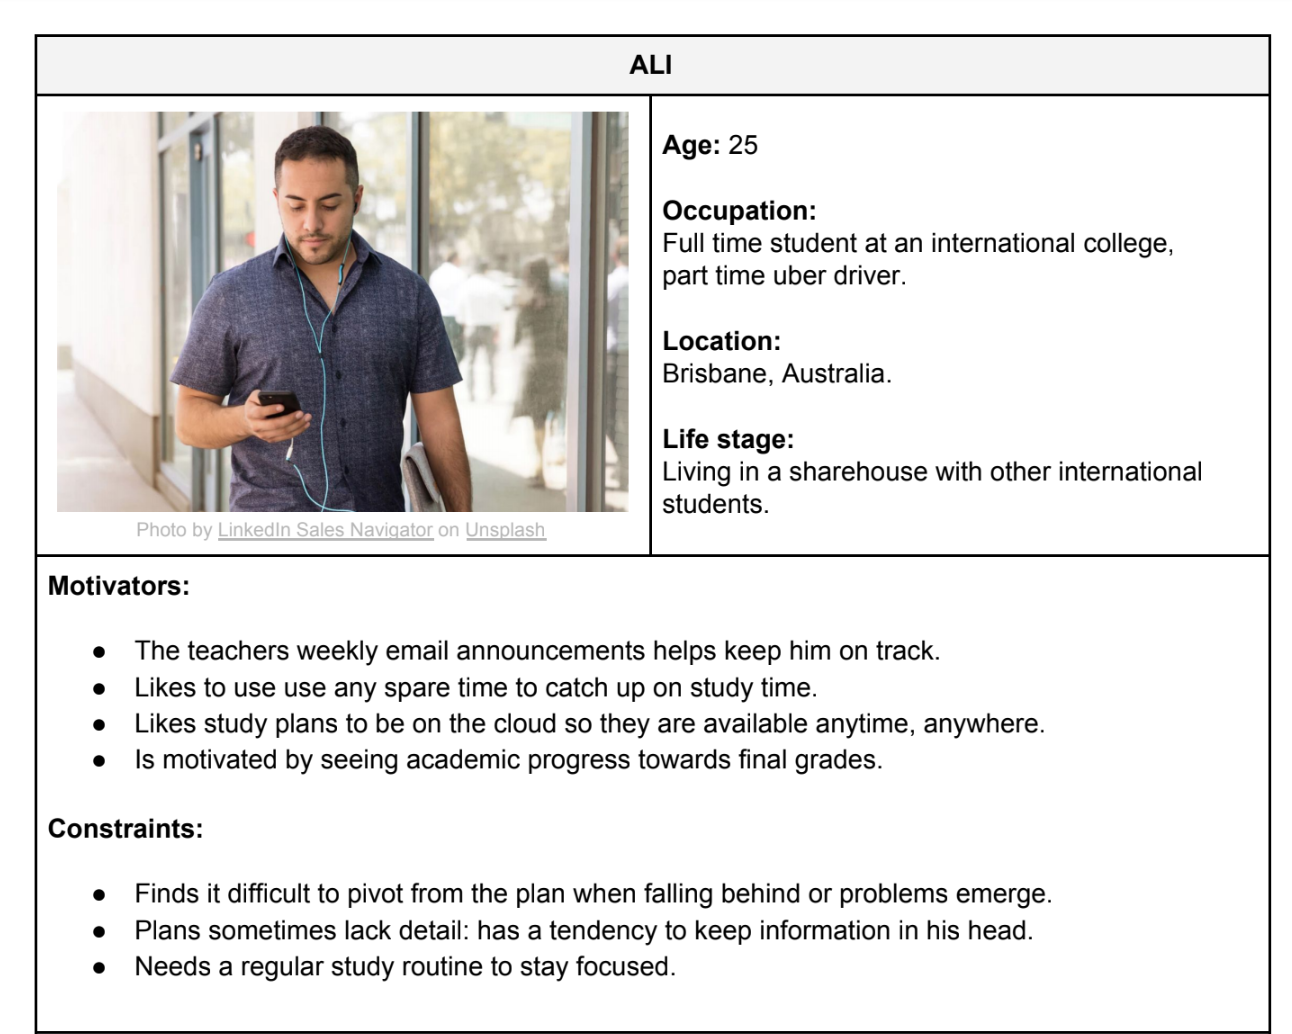 ALI
Age: 25
Occupation:
Full time student at an international college,
part time uber driver.
Location:
Brisbane, Australia.
Life stage:
Living in a sharehouse with other international
students.
Photo by LinkedIn Sales Navigator on Unsplash
Motivators:
● The teachers weekly email announcements helps keep him on track.
● Likes to use use any spare time to catch up on study time.
● Likes study plans to be on the cloud so they are available anytime, anywhere.
● Is motivated by seeing academic progress towards final grades.
Constraints:
● Finds it difficult to pivot from the plan when falling behind or problems emerge.
● Plans sometimes lack detail: has a tendency to keep information in his head.
● Needs a regular study routine to stay focused.